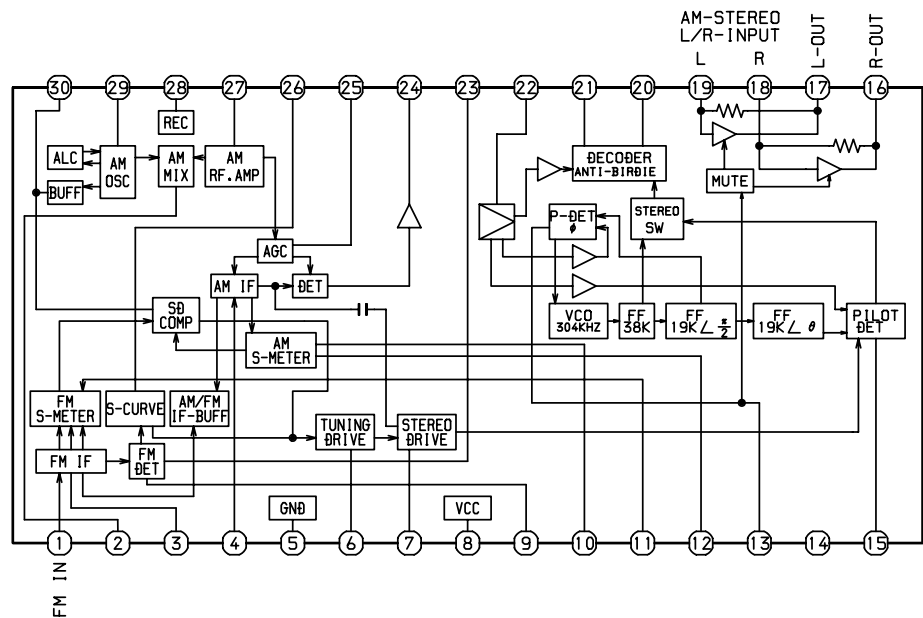 AM-STEREO
L/R-INPUT
L
R
L-OUT
R-OUT
30
29
28
27
26
25
24
23
22
21
20
19
18
17
16
REC
ALC
AM
OSC
BUFF
AM
MIX
AM
RF.AMP
DECODER
ANTI-BIRDIE
MUTE
AGC
AM IF
DET
P-DET
Φ
STEREO
SW
SD
COMP
AM
S-METER
VCO
304KHZ
FF
38K
FF
19K∠ π/2
FF
19K∠ θ
PILOT
DET
FM
S-METER
S-CURVE
AM/FM
IF-BUFF
TUNING
DRIVE
STEREO
DRIVE
FM IF
FM
DET
GND
VCC
1
2
3
4
5
6
7
8
9
10
11
12
13
14
15
FM IN